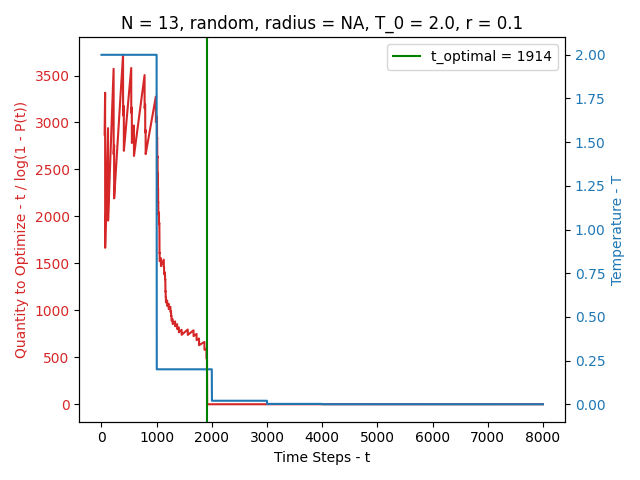 N = 13, random, radius = NA, T_0 = 2.0, r = 0.1
t_optimal = 1914
Quantity to Optimize - t / log(1 - P(t))
3500
3000
2500
2000
1500
1000
500
0
2.00
1.75
1.50
1.25
1.00
0.75
0.50
0.25
0.00
Temperature - T
0 1000 2000 3000 4000 5000 6000 7000 8000
Time Steps - t